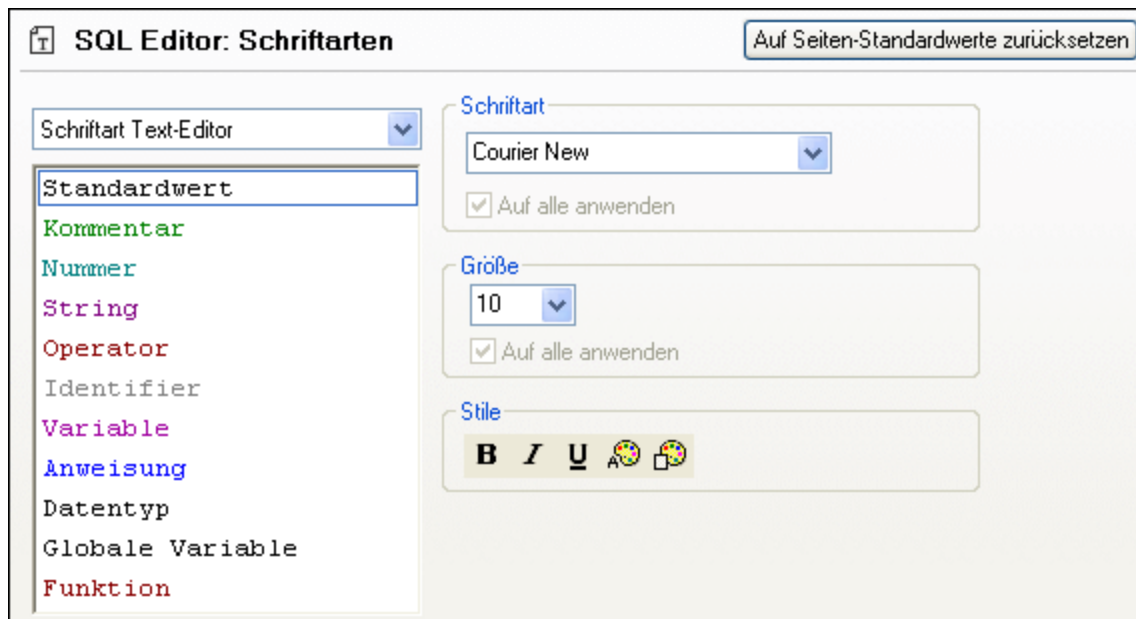 SQL Editor: Schriftarten
Auf Seiten-Standardwerte zurücksetzen
Schriftart Text-Editor
Standardwert
Kommentar
Nummer
String
Operator
Identifier
Variable
Anweisung
Datentyp
Globale Variable
Funktion
Schriftart
Courier New
Auf alle anwenden
Größe
10
Auf alle anwenden
Stile
B I U